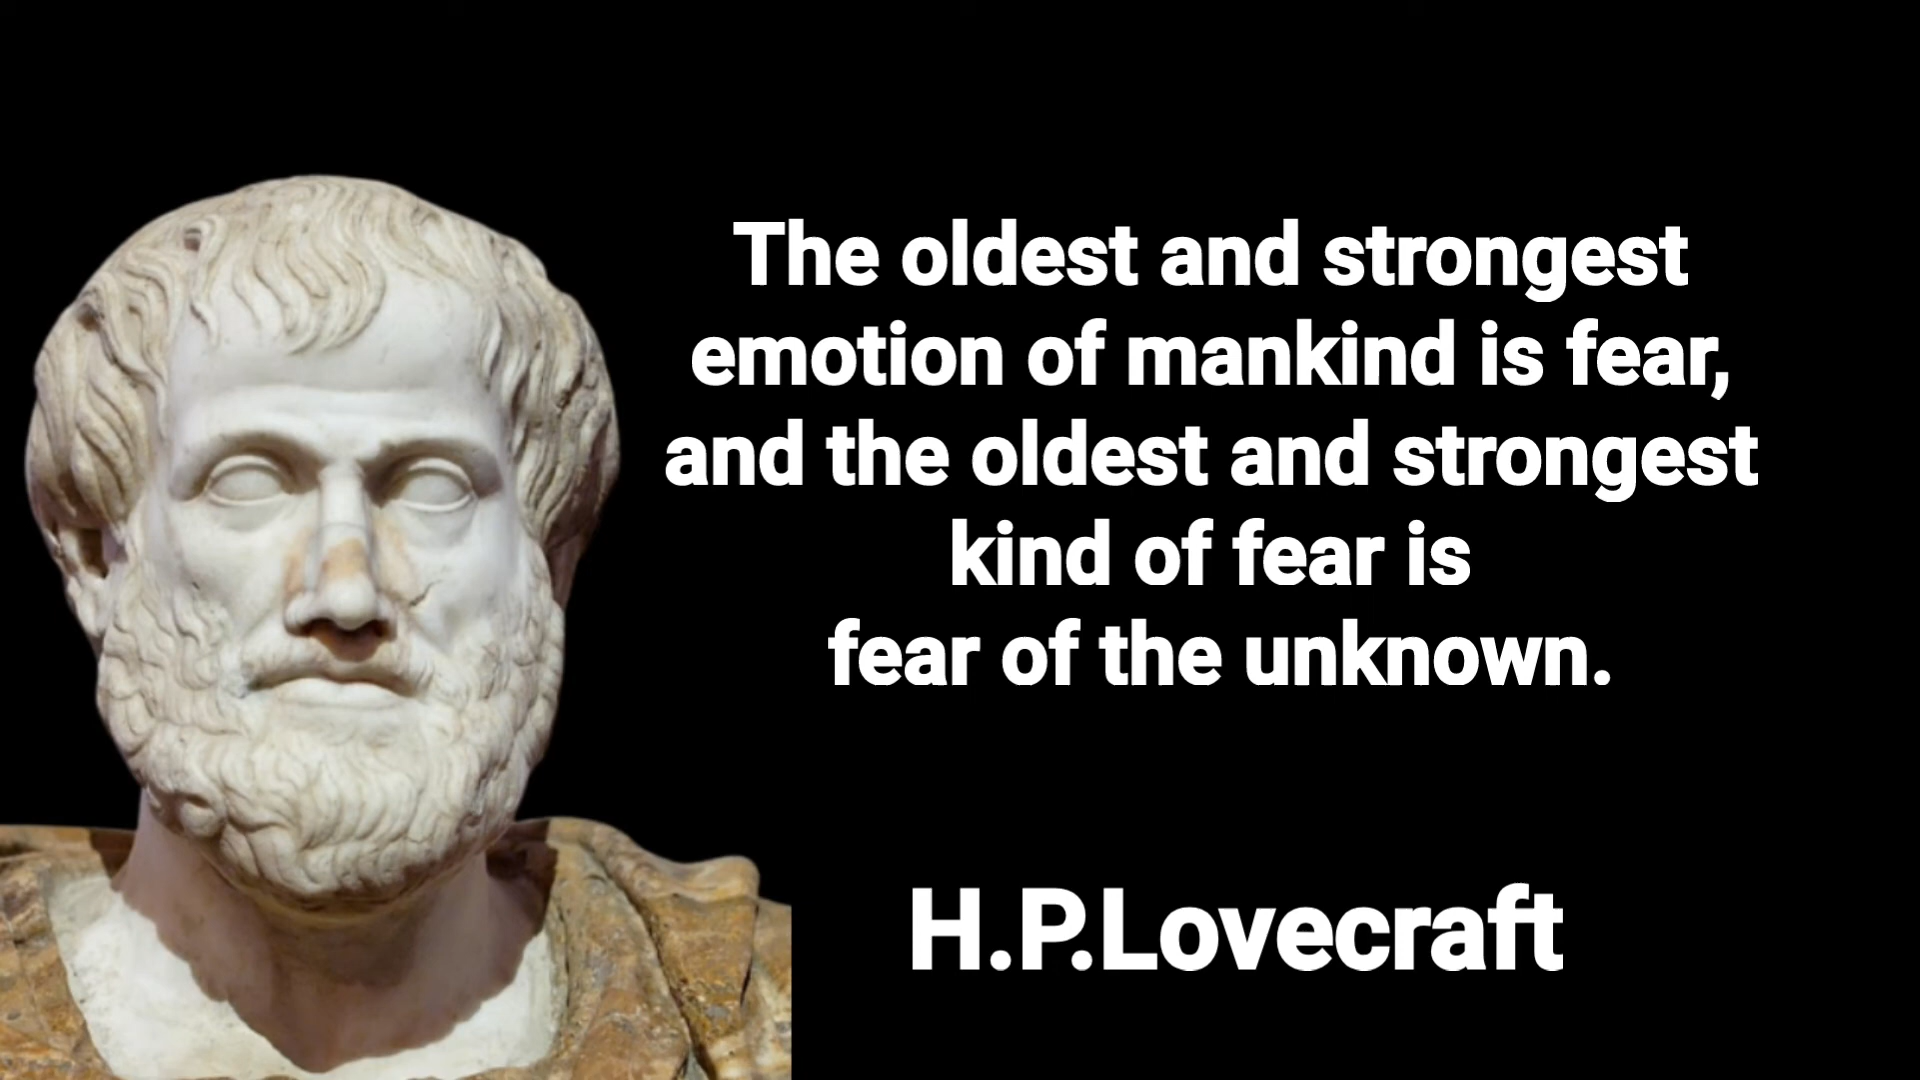 The oldest and strongest
emotion of mankind is fear,
and the oldest and strongest
kind of fear is
fear of the unknown.
H.P.Lovecraft